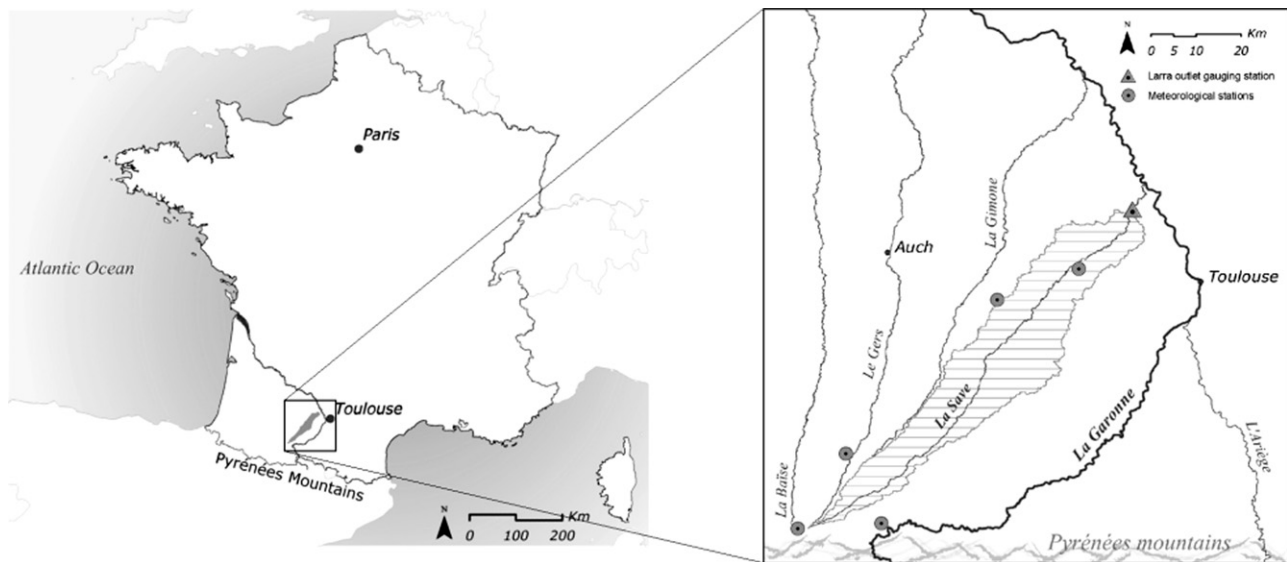 Paris
Atlantic Ocean
Toulouse
Pyrénées Mountains
N
Km
0 100 200
N
Km
0 5 10 20
Larra outlet gauging station
Meteorological stations
La Gimone
Auch
Toulouse
Le Gers
La Save
La Garonne
L'Ariège
La Baïse
Pyrénées mountains